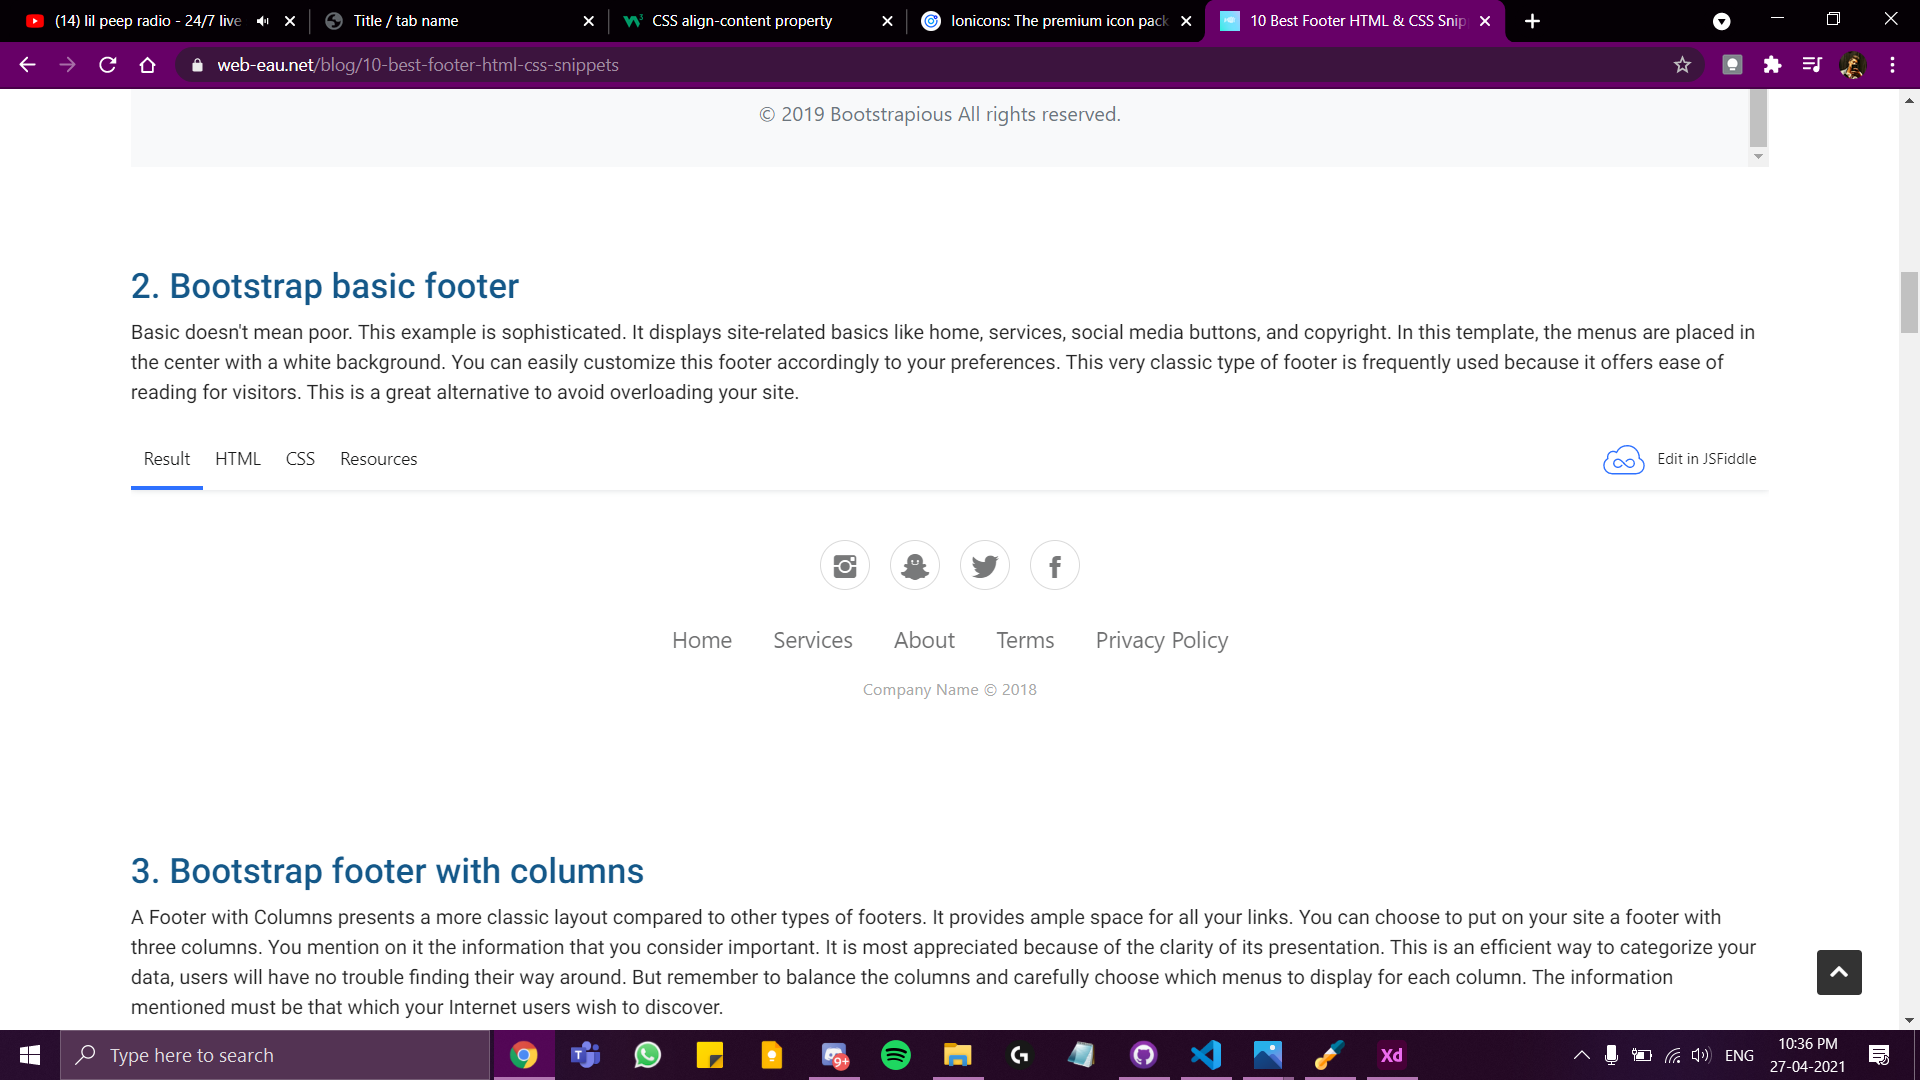 (14) lil peep radio - 24/7 live
Title / tab name
CSS align-content property
Ionicons: The premium icon pack
10 Best Footer HTML & CSS Snip
web-eau.net/blog/10-best-footer-html-css-snippets
© 2019 Bootstrapious All rights reserved.
2. Bootstrap basic footer
Basic doesn't mean poor. This example is sophisticated. It displays site-related basics like home, services, social media buttons, and copyright. In this template, the menus are placed in
the center with a white background. You can easily customize this footer accordingly to your preferences. This very classic type of footer is frequently used because it offers ease of
reading for visitors. This is a great alternative to avoid overloading your site.
Result HTML CSS Resources
Edit in JSFiddle
Home Services About Terms Privacy Policy
Company Name © 2018
3. Bootstrap footer with columns
A Footer with Columns presents a more classic layout compared to other types of footers. It provides ample space for all your links. You can choose to put on your site a footer with
three columns. You mention on it the information that you consider important. It is most appreciated because of the clarity of its presentation. This is an efficient way to categorize your
data, users will have no trouble finding their way around. But remember to balance the columns and carefully choose which menus to display for each column. The information
mentioned must be that which your Internet users wish to discover.
Type here to search
9+
Xd
ENG
10:36 PM
27-04-2021